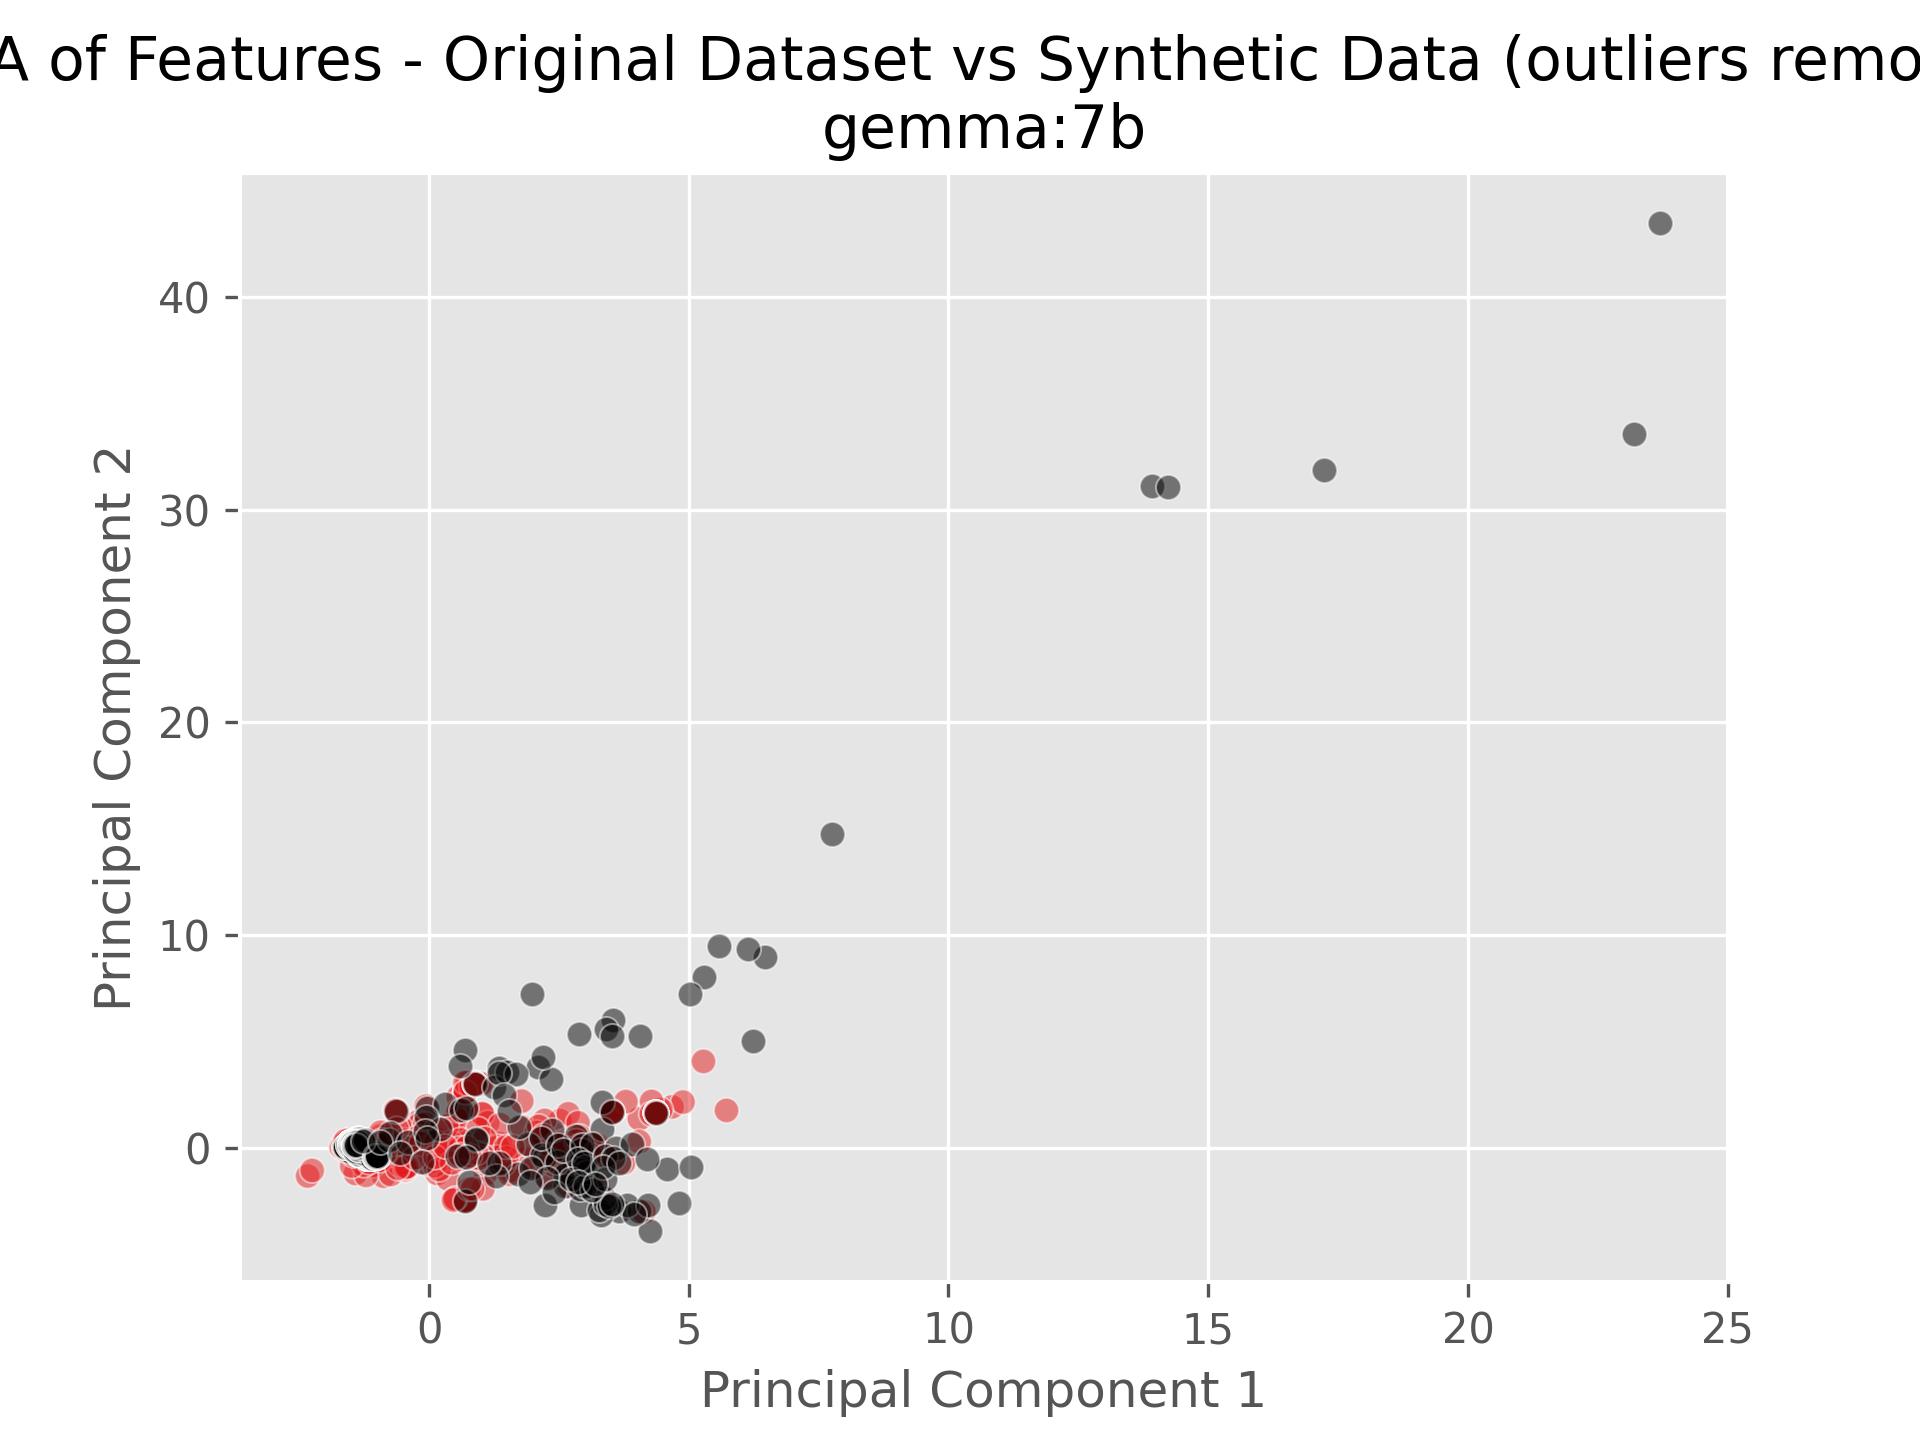 A of Features - Original Dataset vs Synthetic Data (outliers remo
gemma:7b
40
30
20
10
0
Principal Component 2
0 5 10 15 20 25
Principal Component 1